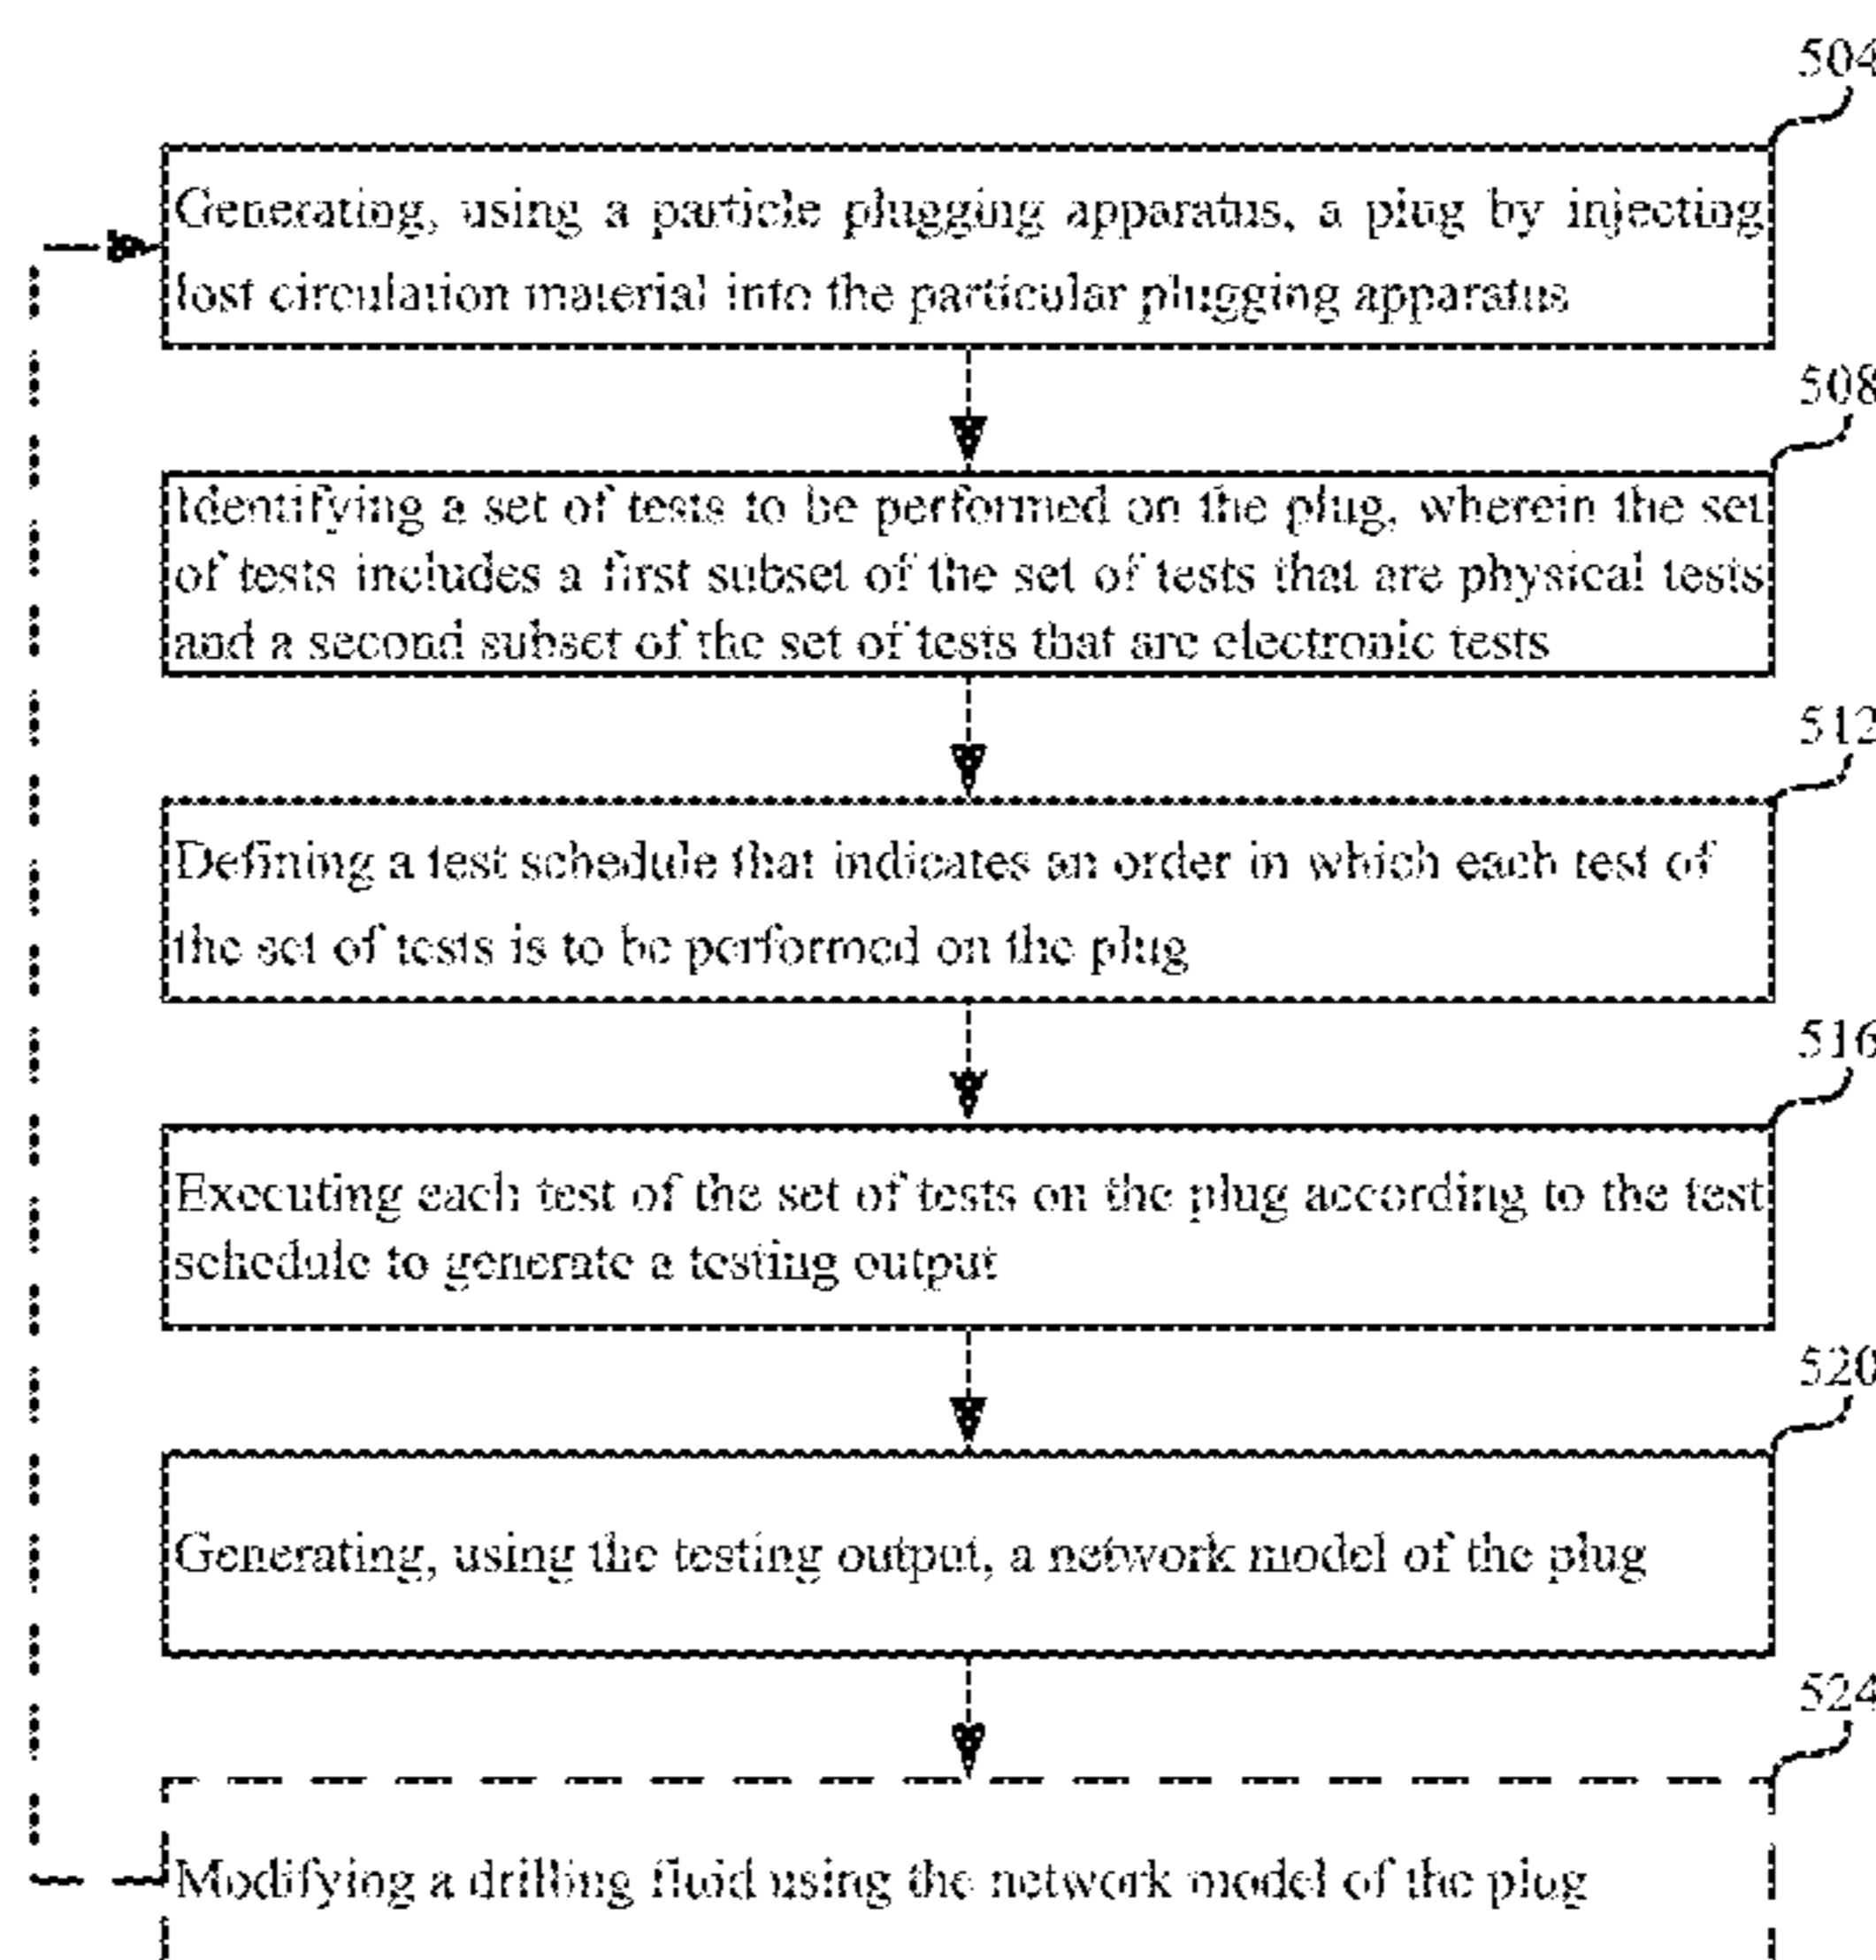 504
Generating, using a particle plugging apparatus, a plug by injecting
lost circulation material into the particular plugging apparatus
508
Identifying a set of tests to be performed on the plug, wherein the set
of tests includes a first subset of the set of tests that are physical tests
and a second subset of the set of tests that are electronic tests
512
Defining a test schedule that indicates an order in which each test of
the set of tests is to be performed on the plug
516
Executing each test of the set of tests on the plug according to the test
schedule to generate a testing output
520
Generating, using the testing output, a network model of the plug
524
Modifying a drilling fluid using the network model of the plug